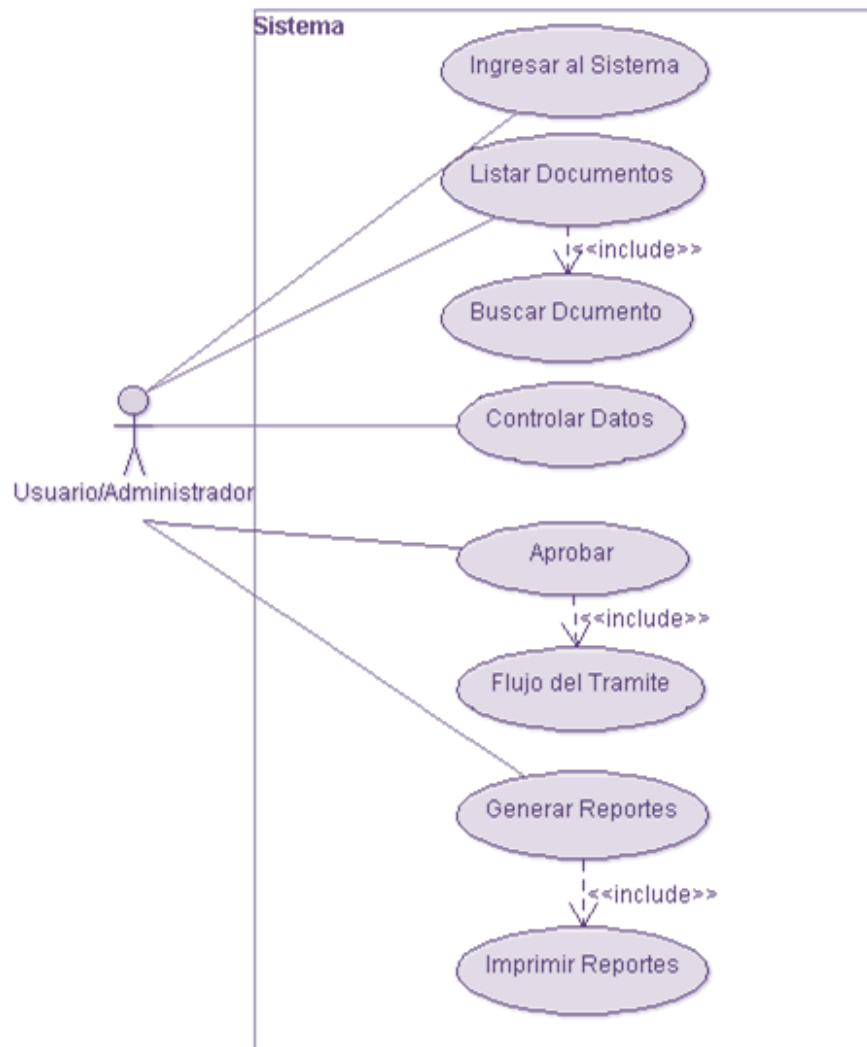 Sistema
Ingresar al Sistema
Listar Documentos
<<include>>
Buscar Dcumento
Controlar Datos
Usuario/Administrador
Aprobar
<<include>>
Flujo del Tramite
Generar Reportes
<<include>>
Imprimir Reportes